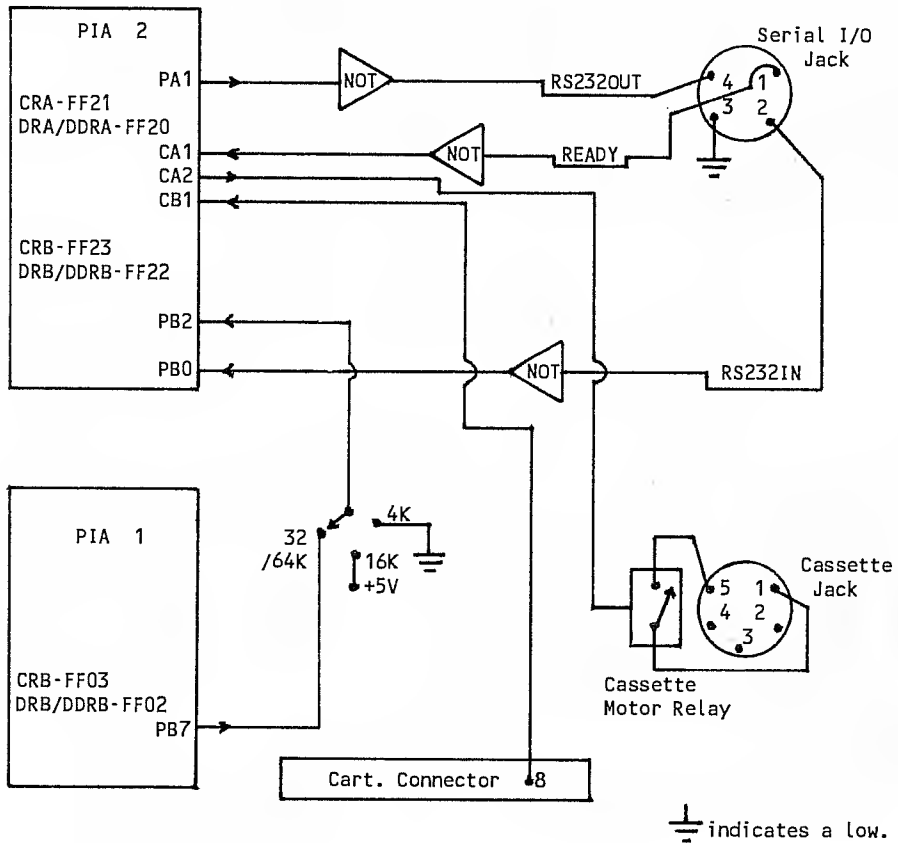 PIA 2
PA1
CRA-FF21
DRA/DDRA-FF20
CA1
CA2
CB1
CRB-FF23
DRB/DDRB-FF22
PB2
PB0
NOT
RS232OUT
NOT
READY
Serial I/O
Jack
4
1
3
2
NOT
RS232IN
PIA 1
CRB-FF03
DRB/DDRB-FF02
PB7
32
/64K
4K
16K
+5V
Cassette
Jack
5
1
4
2
3
Cassette
Motor Relay
Cart. Connector 8
indicates a low.